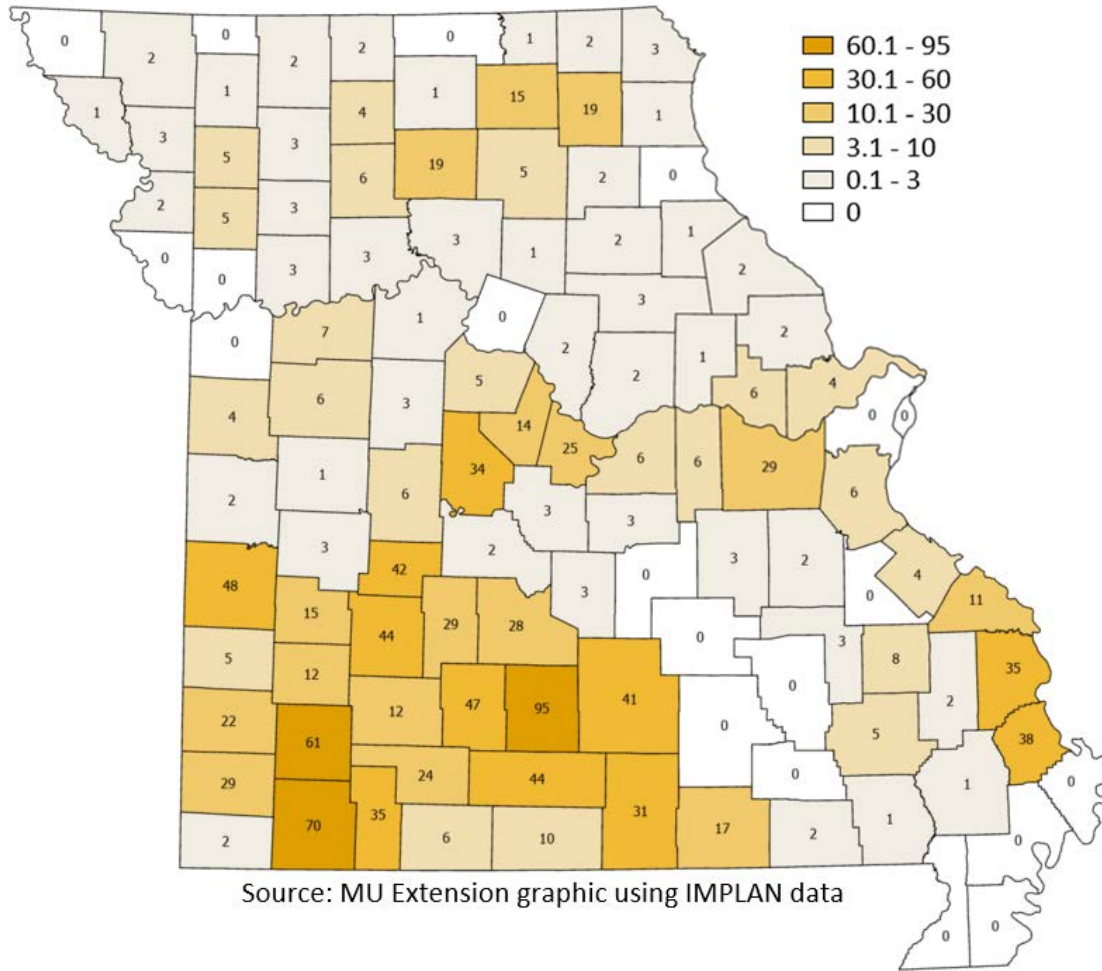 0 2 0 2 2 0 1 2 3
60.1 - 95
30.1 - 60
10.1 - 30
3.1 - 10
0.1 - 3
0
1 1 4 1 15 19 1
3 5 3 6 19 5 2 0
2 5 3 3 3 1 2 1 2
0 0 3 3 3
0 7 1 0 2 2 1 2
4 6 3 5 14 25 6 6 6 4 0 0
2 1 6 34 3 3 29 6
48 3 42 2 3 0 3 2 0 4 11
15 44 29 28 0 3 8 35
5 12 47 95 41 0 2 38
22 61 12 0 5 0
29 24 44 31 0 1 0
2 70 35 6 10 17 2 1 0
Source: MU Extension graphic using IMPLAN data
0 0